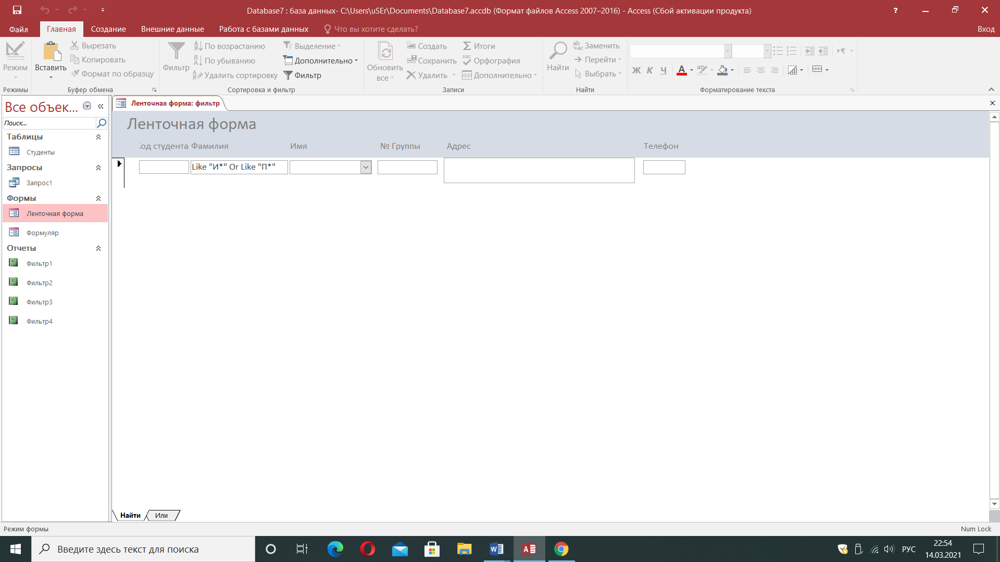 Database7 : база данных- C:\Users\uSEr\Documents\Database7.accdb (Формат файлов Access 2007–2016) - Access (Сбой активации продукта)
?
Файл Главная Создание Внешние данные Работа с базами данных Что вы хотите сделать? Вход
Режим
Режимы
Вставить
Вырезать
Копировать
Формат по образцу
Буфер обмена
Фильтр
По возрастанию
По убыванию
Удалить сортировку
Выделение
Дополнительно
Фильтр
Сортировка и фильтр
Обновить
все
Создать
Сохранить
Удалить
Итоги
Орфография
Дополнительно
Записи
Найти
Заменить
Перейти
Выбрать
Найти
Ж К Ч
Форматирование текста
Все объек...
Поиск...
Таблицы
Студенты
Запросы
Запрос1
Формы
Ленточная форма
Формуляр
Отчеты
Фильтр1
Фильтр2
Фильтр3
Фильтр4
Ленточная форма: фильтр
Ленточная форма
Код студента Фамилия Имя № Группы Адрес Телефон
Like "И*" Or Like "П*"
Найти Или
Режим формы Num Lock
Введите здесь текст для поиска
РУС
22:54
14.03.2021